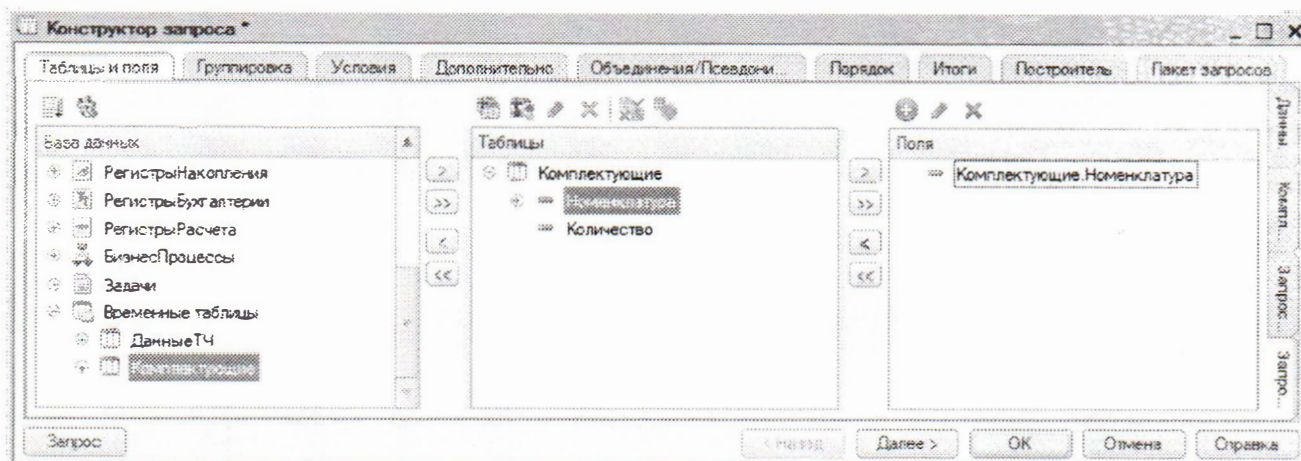 Конструктор запроса *
Таблицы и поля Группировка Условия Дополнительно Объединения/Псевдони... Порядок Итоги Построитель Пакет запросов
База данных
РегистрыНакопления
РегистрыБухгалтерии
РегистрыРасчета
БизнесПроцессы
Задачи
Временные таблицы
ДанныеТЧ
Комплектующие
> >> < <<
Таблицы
Комплектующие
Номенклатура
Количество
> >> < <<
Поля
Комплектующие.Номенклатура
Данны...
Компл...
Запрос...
Запро...
Запрос < Назад Далее > OK Отмена Справка